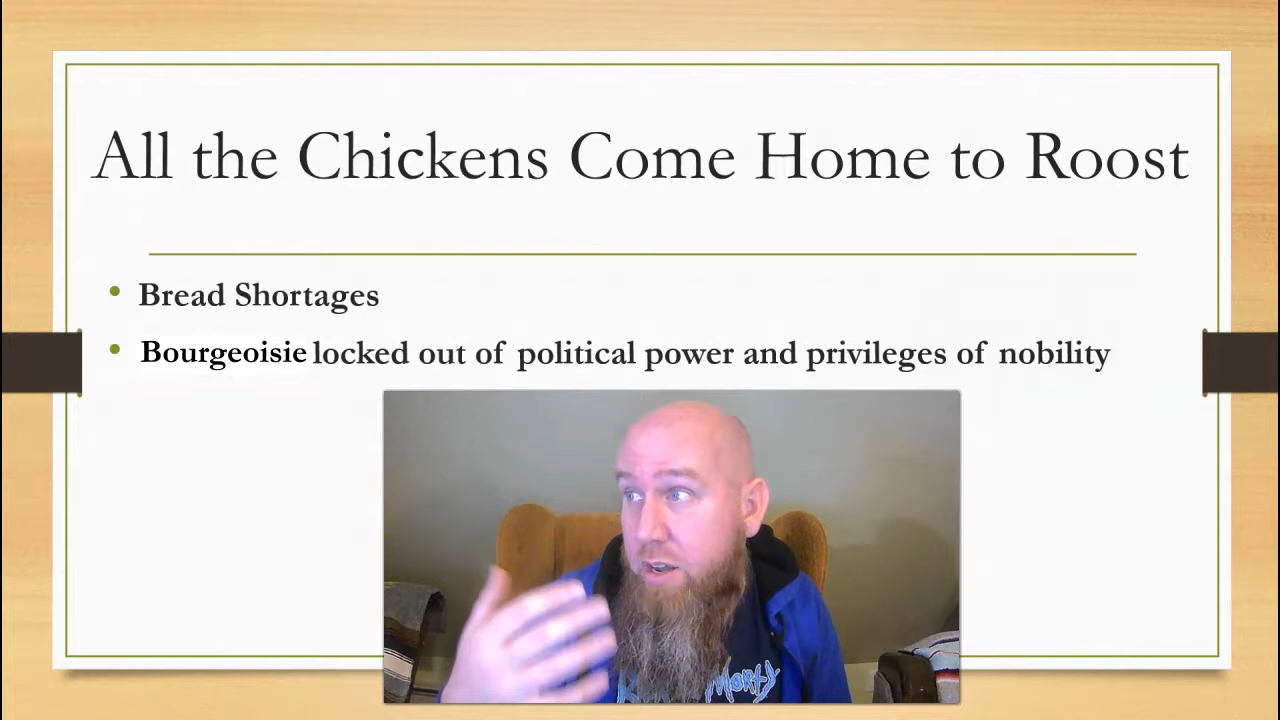 All the Chickens Come Home to Roost
Bread Shortages
Bourgeoisie locked out of political power and privileges of nobility
Morty